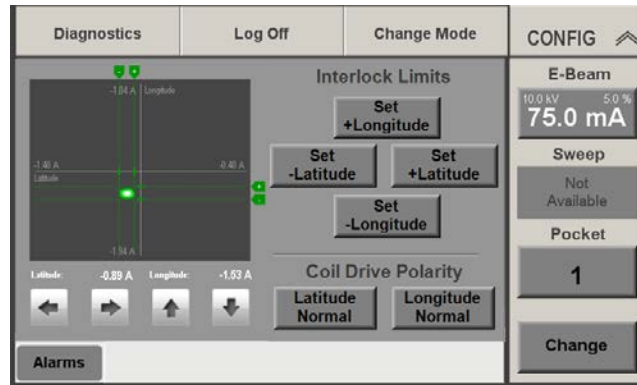 Diagnostics
Log Off
Change Mode
CONFIG
-1.04 A
Longitude
-1.40 A
-0.40 A
Latitude
-1.94 A
Latitude:
-0.89 A
Longitude:
-1.53 A
Interlock Limits
Set
+Longitude
Set
-Latitude
Set
+Latitude
Set
-Longitude
Coil Drive Polarity
Latitude
Normal
Longitude
Normal
E-Beam
10.0 kV
5.0 %
75.0 mA
Sweep
Not
Available
Pocket
1
Change
Alarms